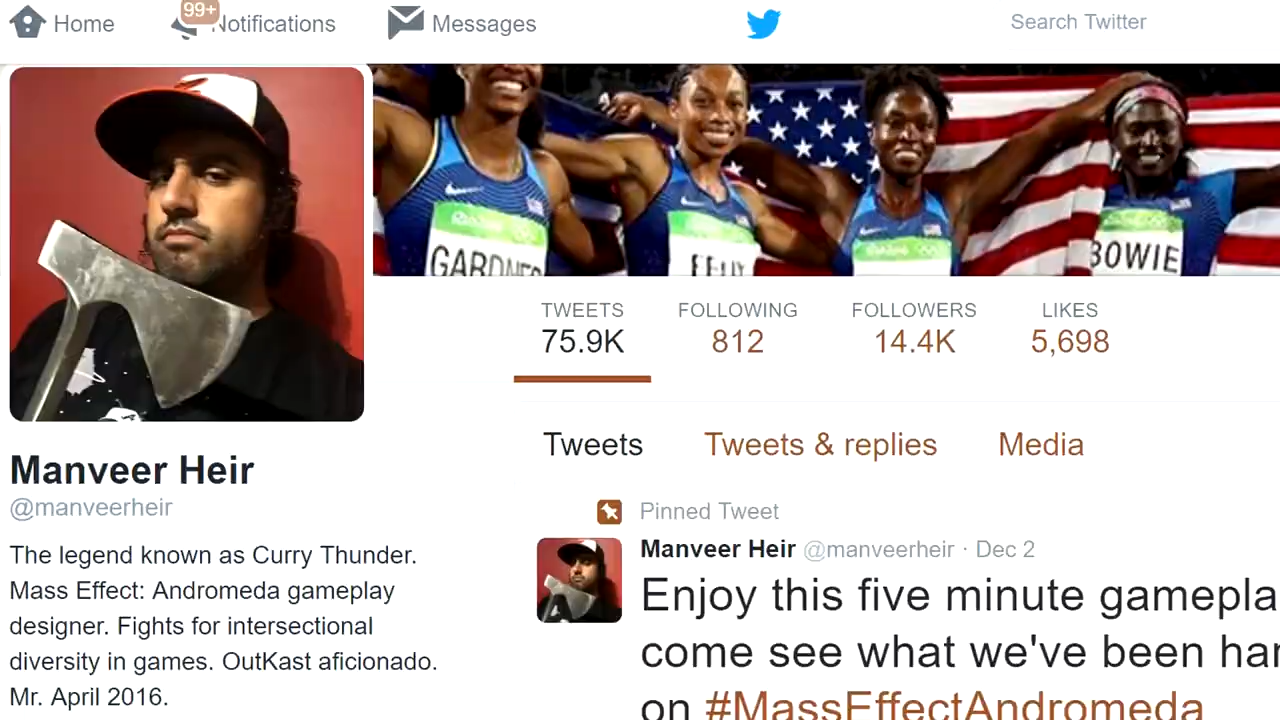 Home
99+
Notifications
Messages
Search Twitter
GARDNER
FELIX
BOWIE
TWEETS
75.9K
FOLLOWING
812
FOLLOWERS
14.4K
LIKES
5,698
Tweets
Tweets & replies
Media
Manveer Heir
@manveerheir
The legend known as Curry Thunder.
Mass Effect: Andromeda gameplay
designer. Fights for intersectional
diversity in games. OutKast aficionado.
Mr. April 2016.
Pinned Tweet
Manveer Heir @manveerheir · Dec 2
Enjoy this five minute gamepla
come see what we've been har
on #MassEffectAndromeda